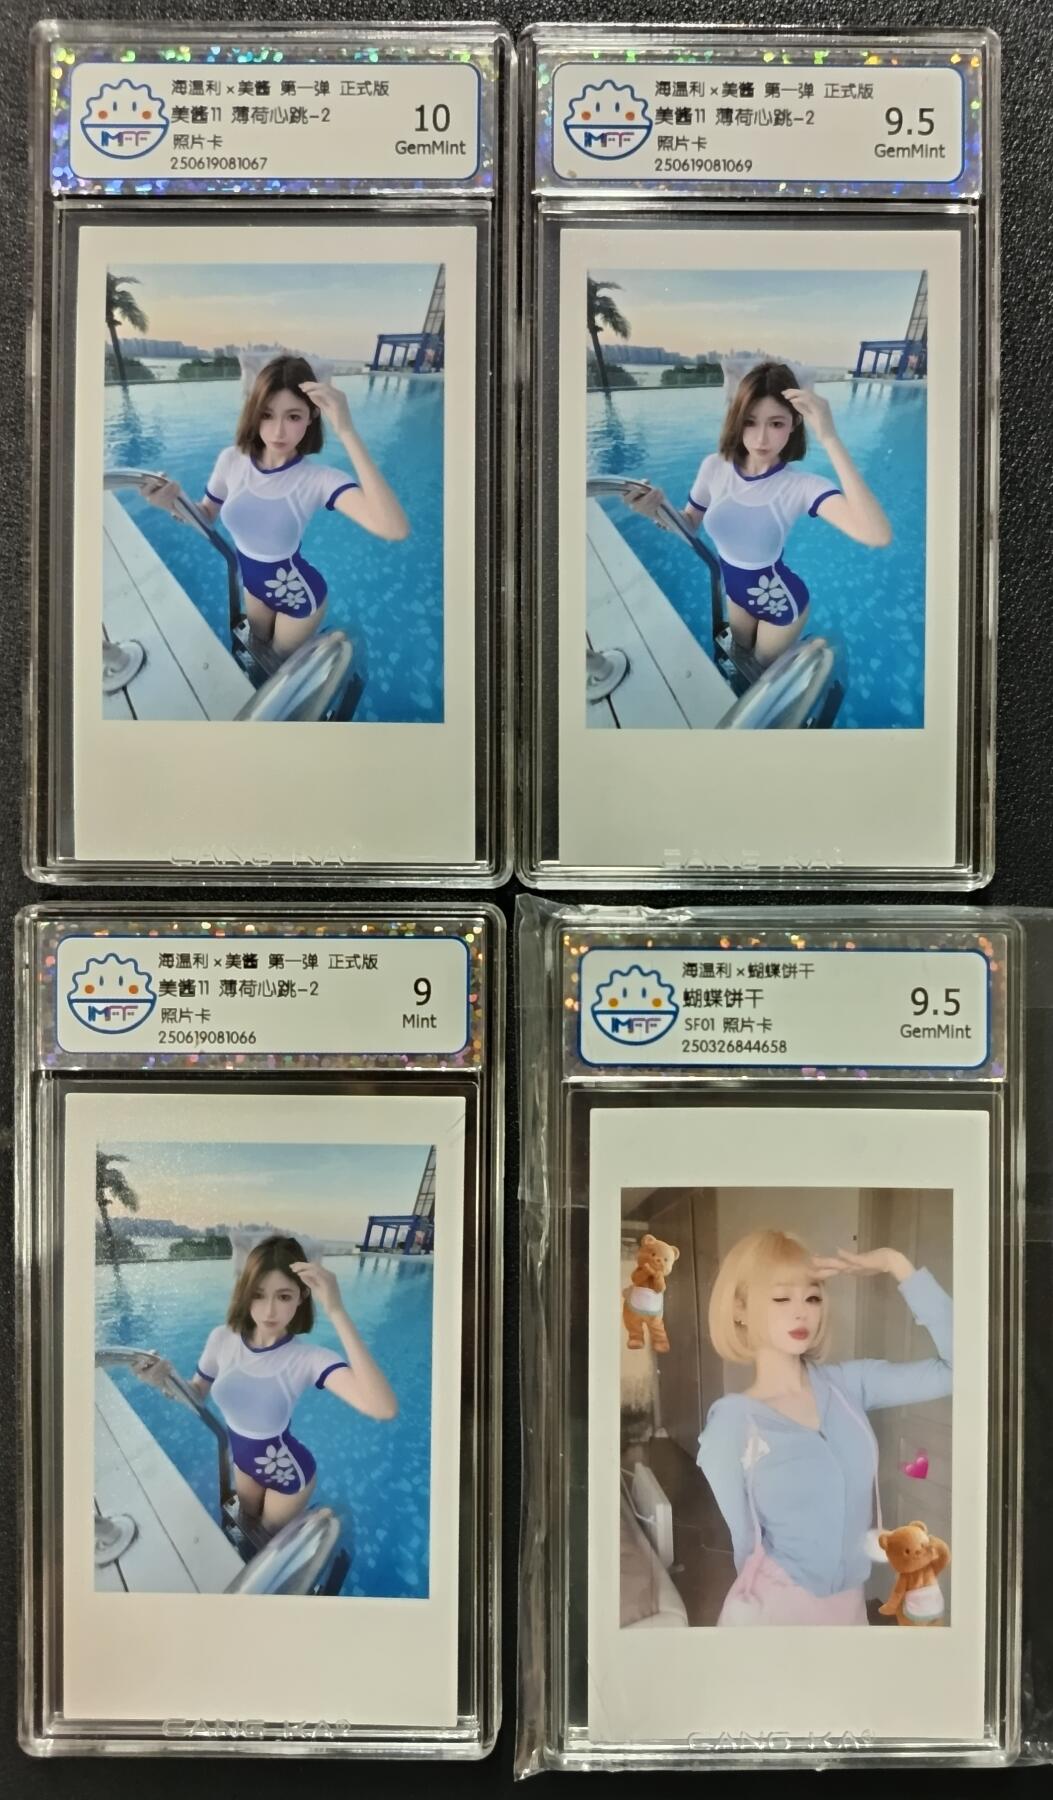 海温利×美酱 第一弹 正式版
美酱11 薄荷心跳-2
照片卡
250619081067
10
GemMint
IMFF
CANG KA®
海温利×美酱 第一弹 正式版
美酱11 薄荷心跳-2
照片卡
250619081069
9.5
GemMint
IMFF
CANG KA®
海温利×美酱 第一弹 正式版
美酱11 薄荷心跳-2
照片卡
250619081066
9
Mint
IMFF
CANG KA®
海温利×蝴蝶饼干
蝴蝶饼干
SF01 照片卡
250326844658
9.5
GemMint
IMFF
CANG KA®